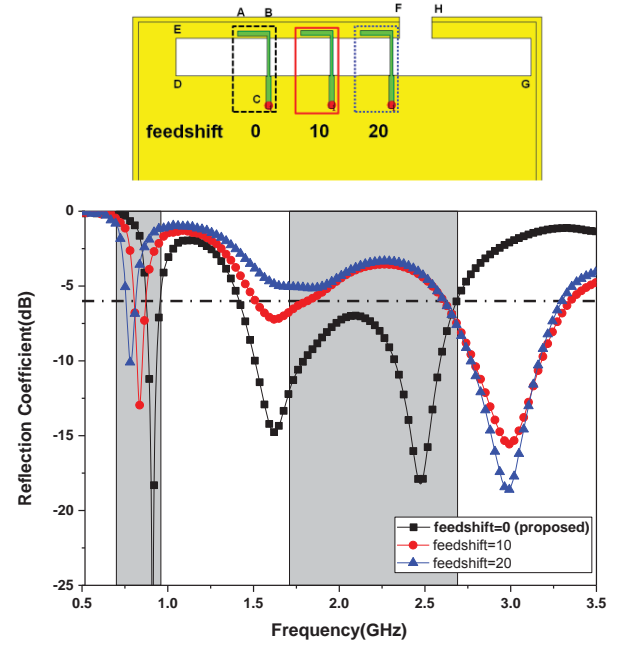 A B F H
E
D G
C
feedshift 0 10 20
0
-5
-10
-15
-20
-25
Reflection Coefficient(dB)
feedshift=0 (proposed)
feedshift=10
feedshift=20
0.5 1.0 1.5 2.0 2.5 3.0 3.5
Frequency(GHz)